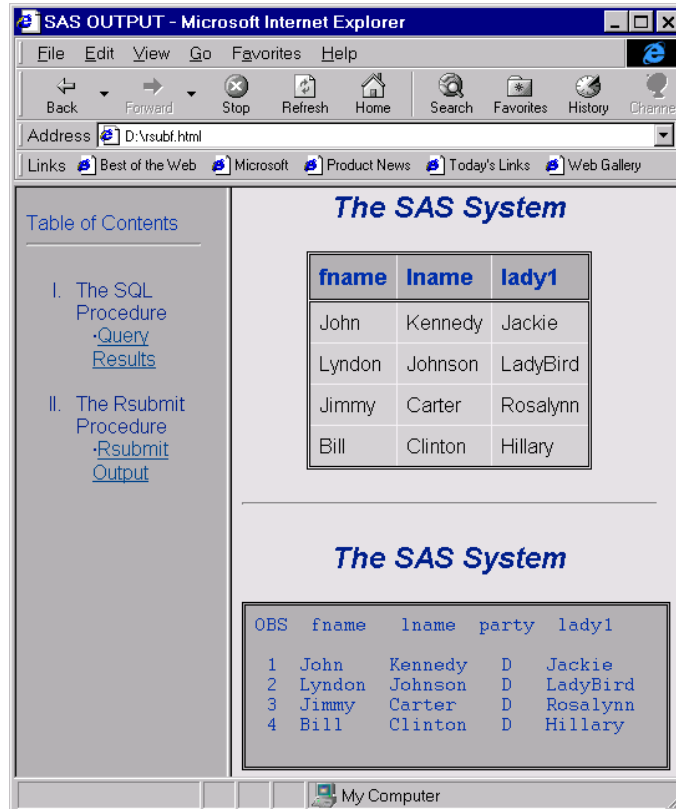 SAS OUTPUT - Microsoft Internet Explorer
File Edit View Go Favorites Help
Back Forward Stop Refresh Home Search Favorites History Channe
Address D:\rsubf.html
Links Best of the Web Microsoft Product News Today's Links Web Gallery
Table of Contents
I. The SQL
Procedure
·Query
Results
II. The Rsubmit
Procedure
·Rsubmit
Output
The SAS System
fname lname lady1
John Kennedy Jackie
Lyndon Johnson LadyBird
Jimmy Carter Rosalynn
Bill Clinton Hillary
The SAS System
OBS fname lname party lady1
1 John Kennedy D Jackie
2 Lyndon Johnson D LadyBird
3 Jimmy Carter D Rosalynn
4 Bill Clinton D Hillary
My Computer